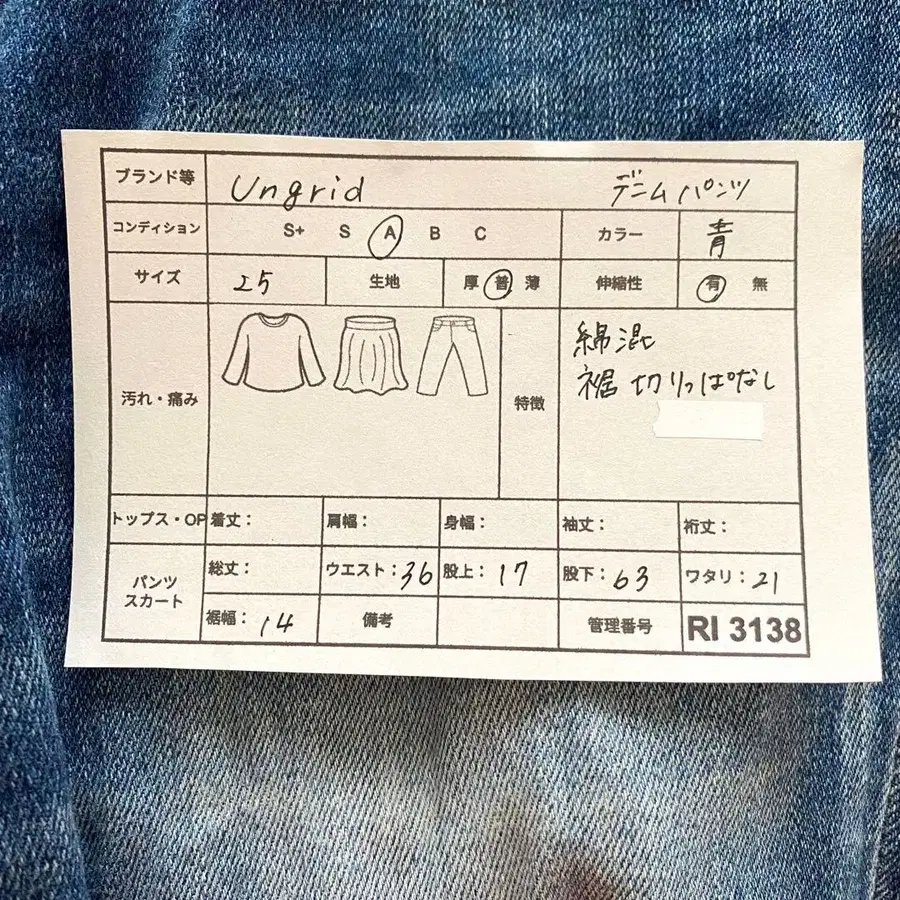 ブランド等 Ungrid デニムパンツ
コンディション S+ S A B C カラー 青
サイズ 25 生地 厚 普 薄 伸縮性 有 無
汚れ・痛み 特徴 綿混
裾 切りっぱなし
トップス・OP 着丈： 肩幅： 身幅： 袖丈： 裄丈：
パンツ スカート 総丈： ウエスト：36 股上：17 股下：63 ワタリ：21
裾幅：14 備考 管理番号 RI 3138